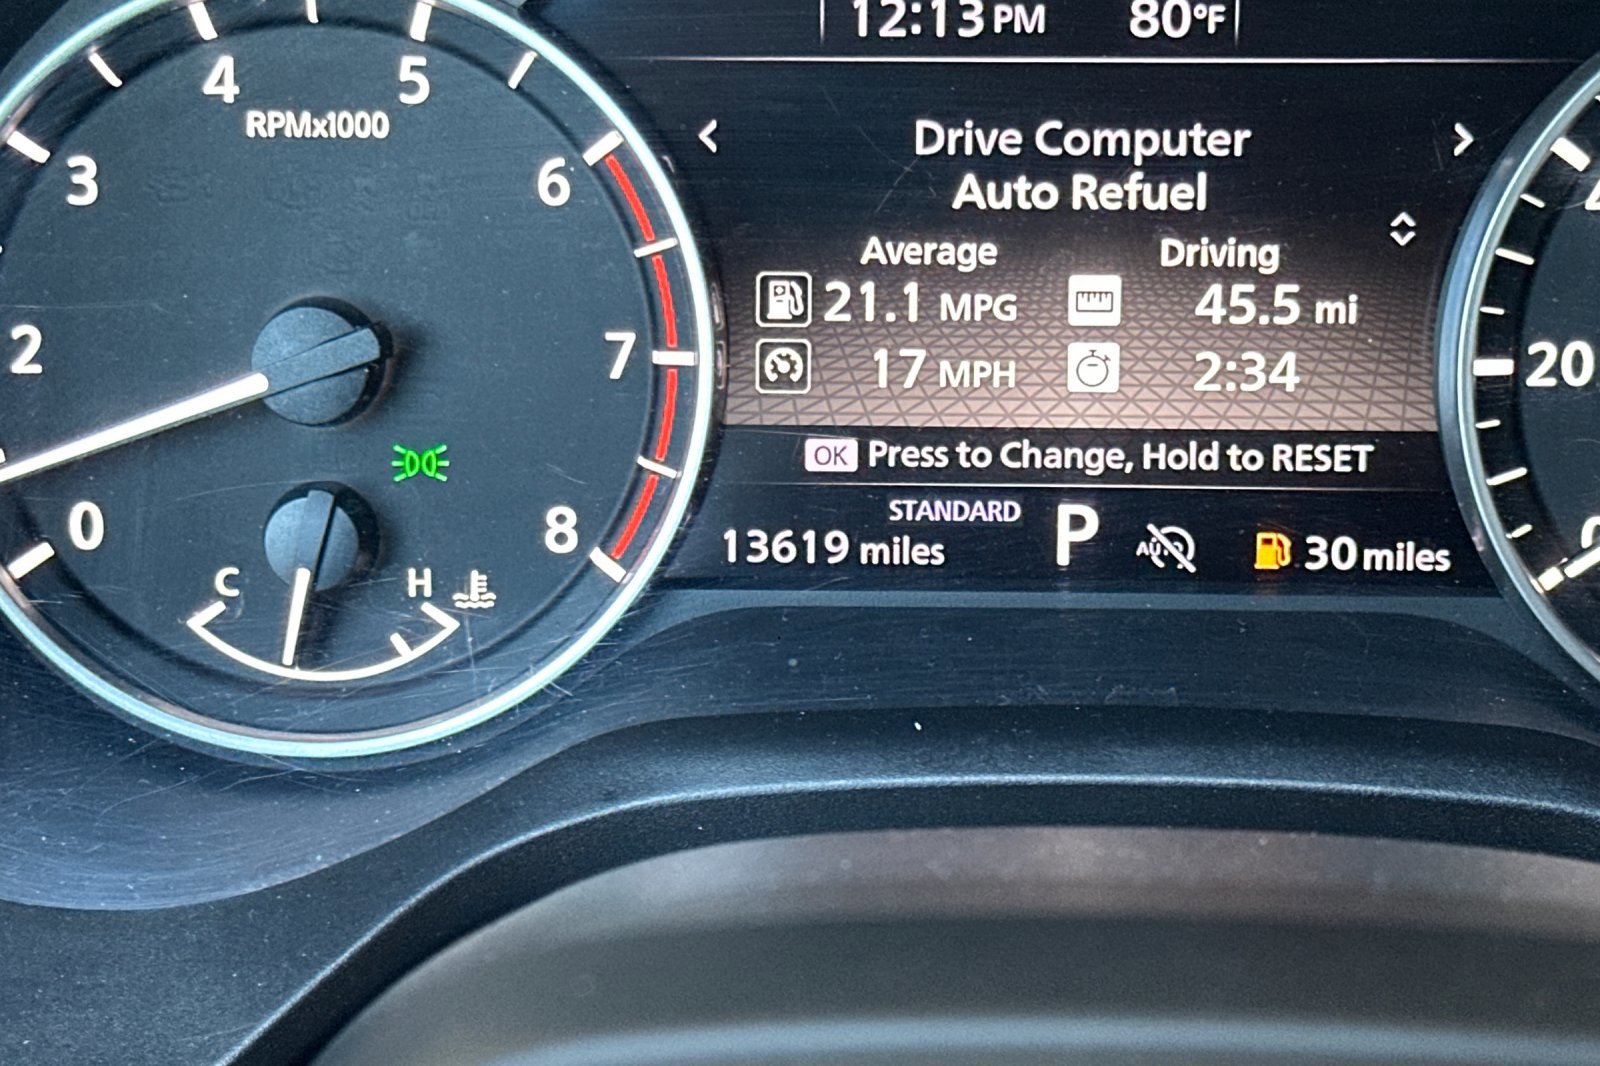 12:13 PM 80°F
4 5
RPMx1000
3 6
2 7
0 8
C H
< Drive Computer >
Auto Refuel
Average Driving
21.1 MPG 45.5 mi
17 MPH 2:34
OK Press to Change, Hold to RESET
STANDARD
13619 miles P AUTO 30 miles
20
0